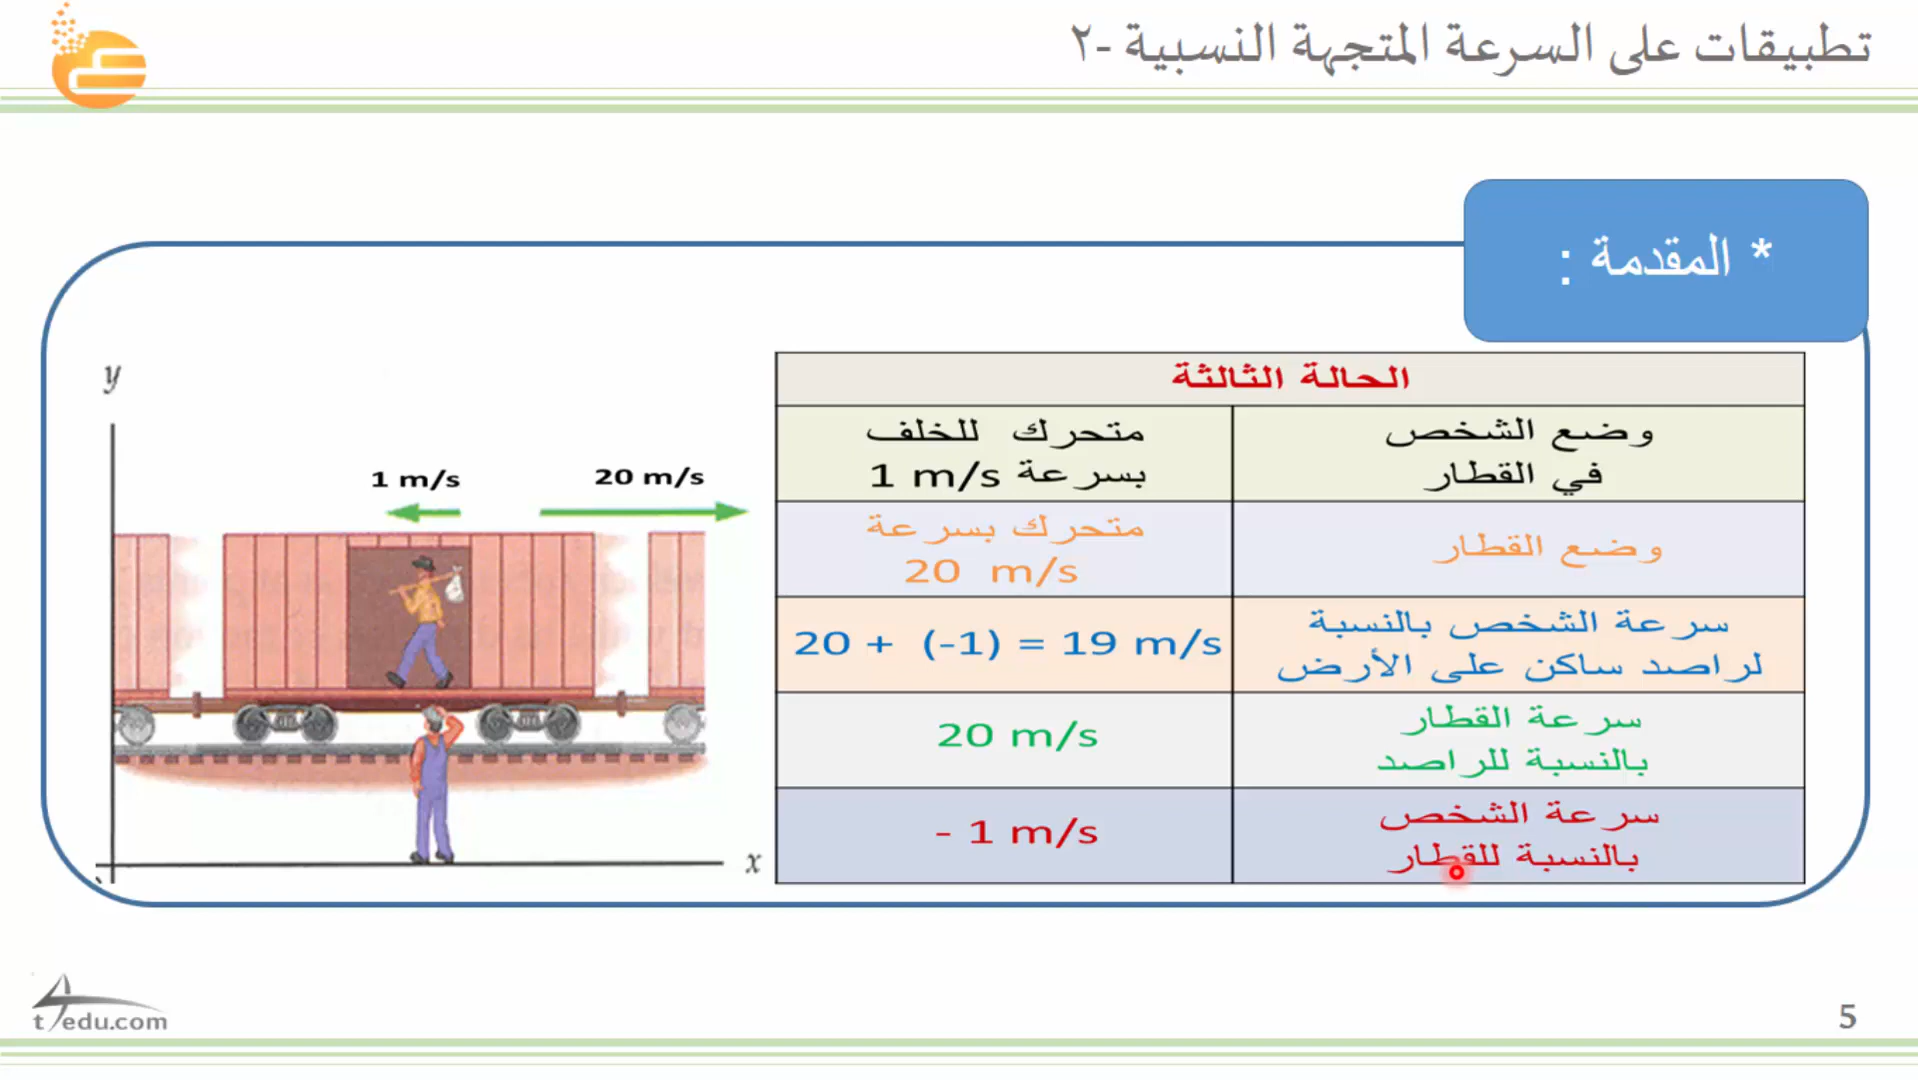 تطبيقات على السرعة المتجهة النسبية -٢
* المقدمة :
y
1 m/s
20 m/s
x
الحالة الثالثة
وضع الشخص
في القطار
متحرك للخلف
بسرعة 1 m/s
وضع القطار
متحرك بسرعة
20 m/s
سرعة الشخص بالنسبة
لراصد ساكن على الأرض
20 + (-1) = 19 m/s
سرعة القطار
بالنسبة للراصد
20 m/s
سرعة الشخص
بالنسبة للقطار
- 1 m/s
t4edu.com
5